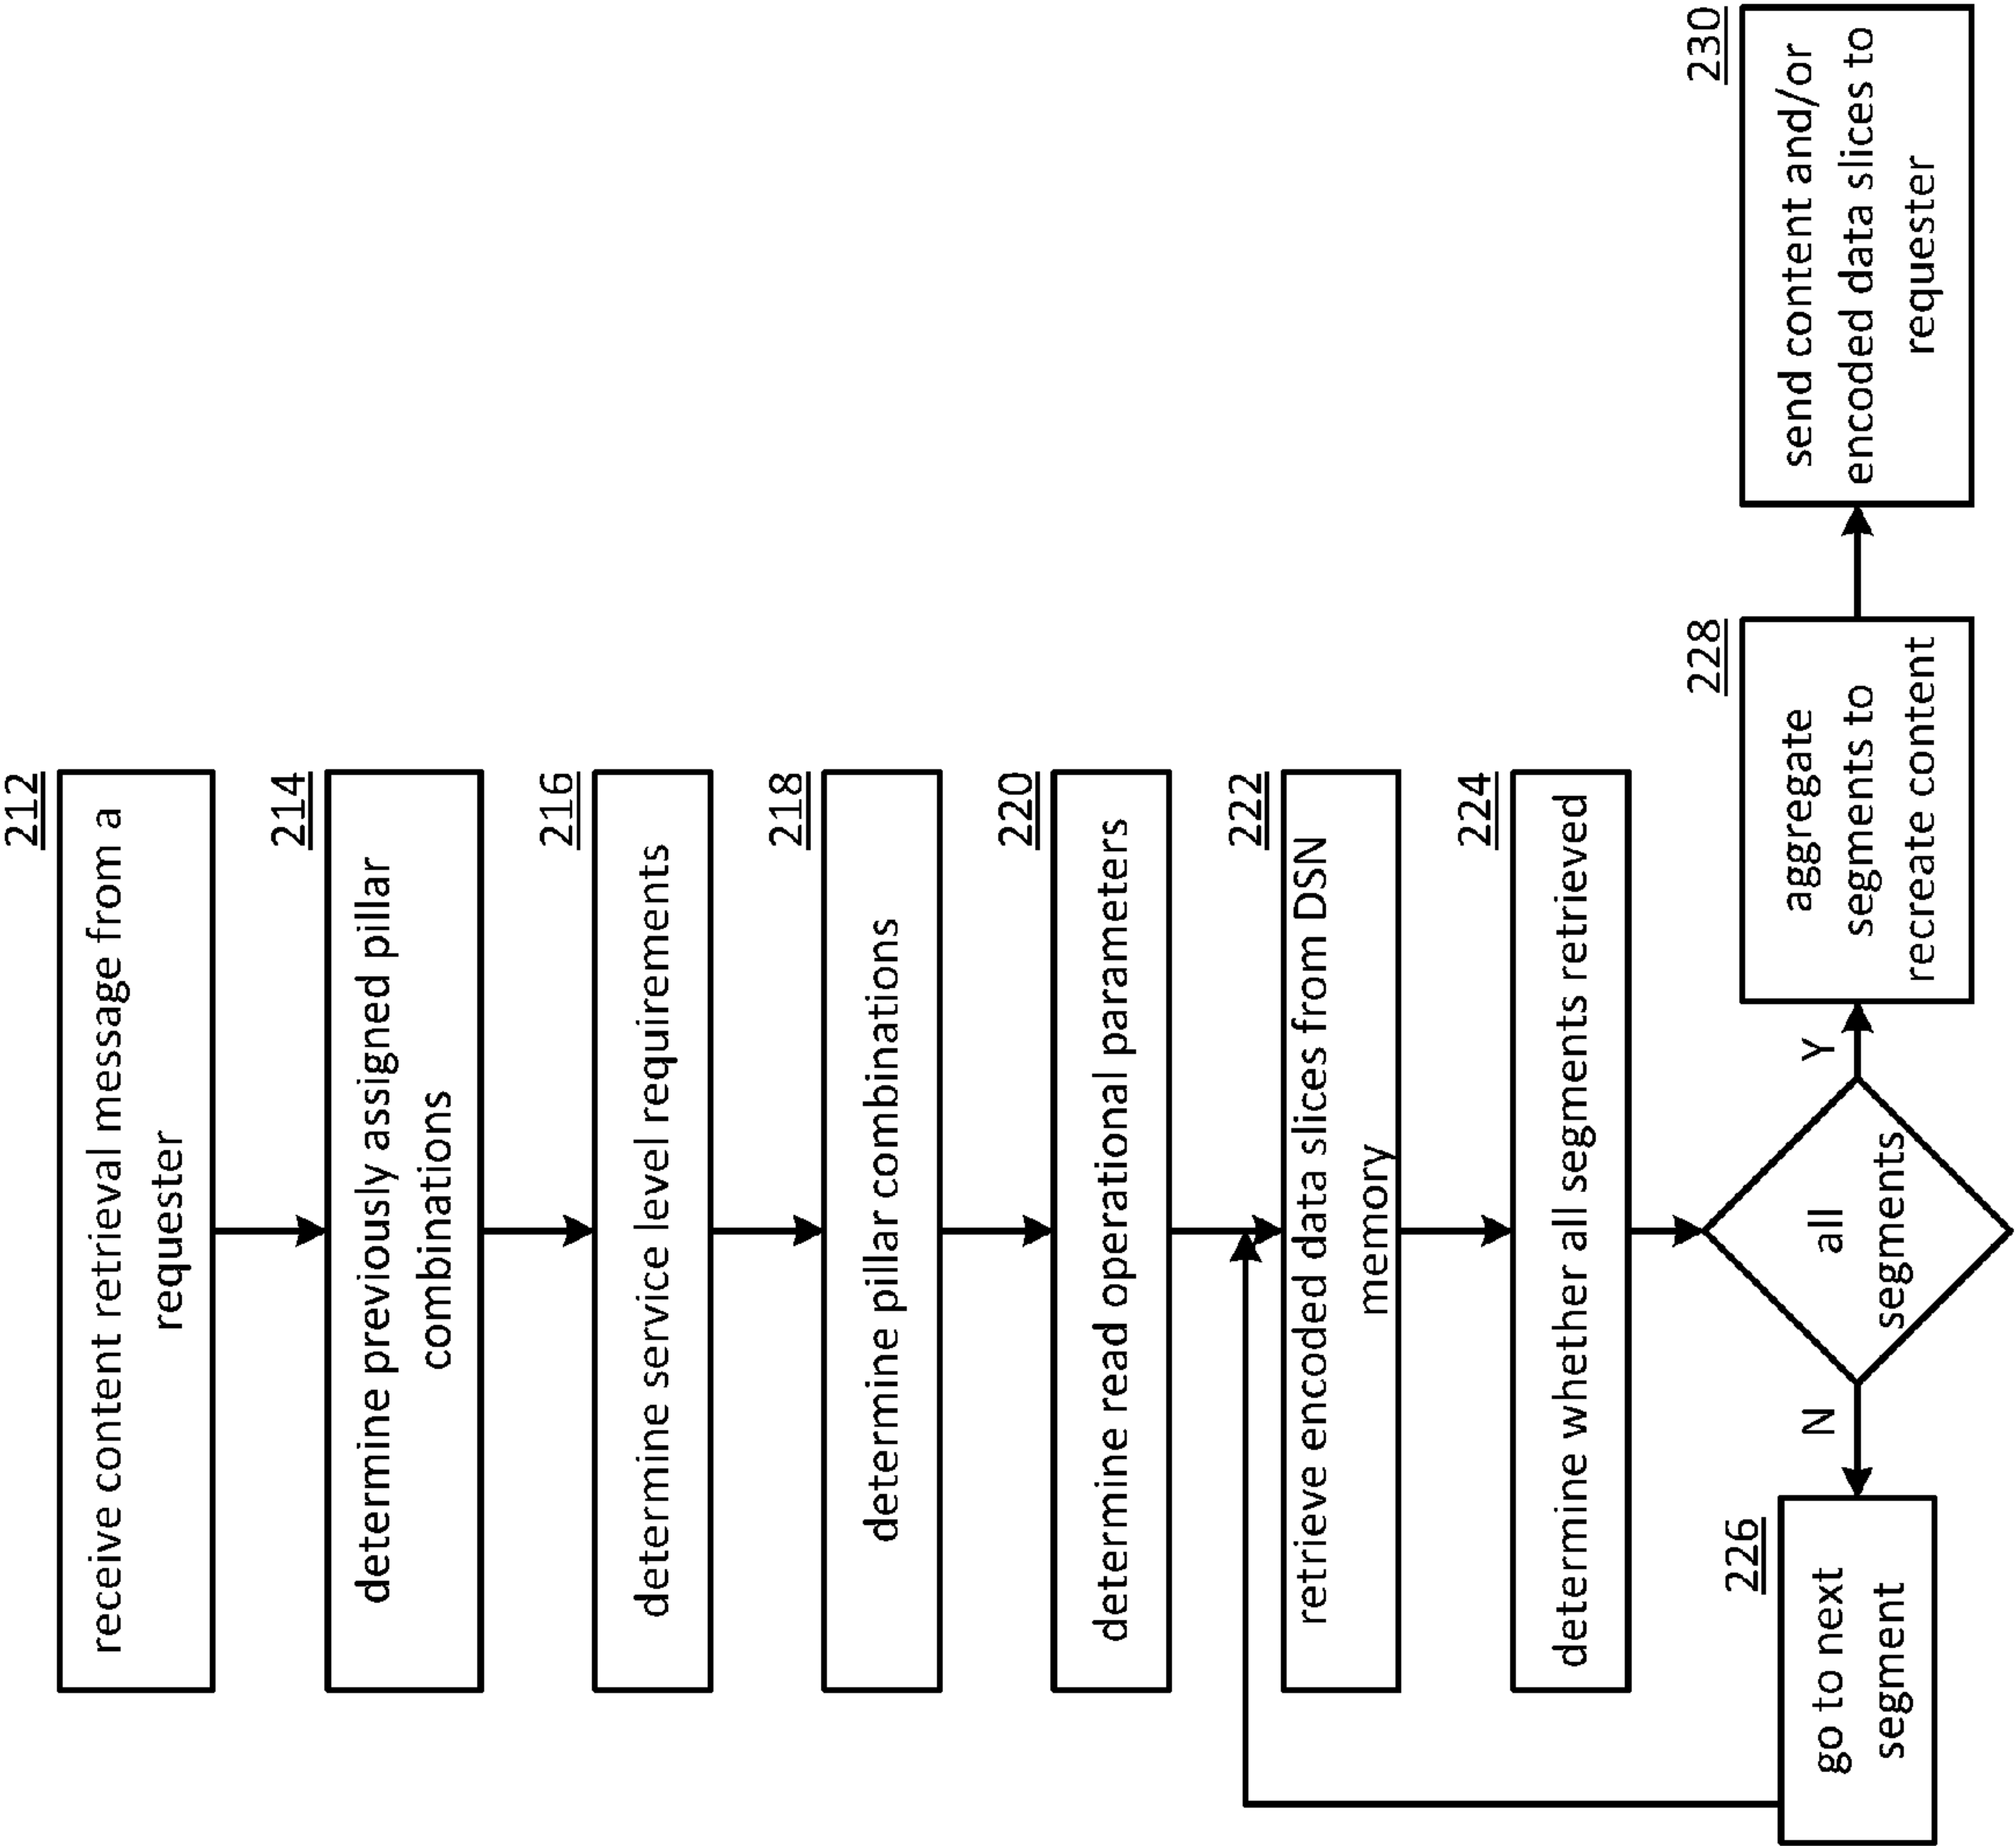 212
receive content retrieval message from a
requester
214
determine previously assigned pillar
combinations
216
determine service level requirements
218
determine pillar combinations
220
determine read operational parameters
222
retrieve encoded data slices from DSN
memory
224
determine whether all segments retrieved
all
segments
N
Y
226
go to next
segment
228
aggregate
segments to
recreate content
230
send content and/or
encoded data slices to
requester